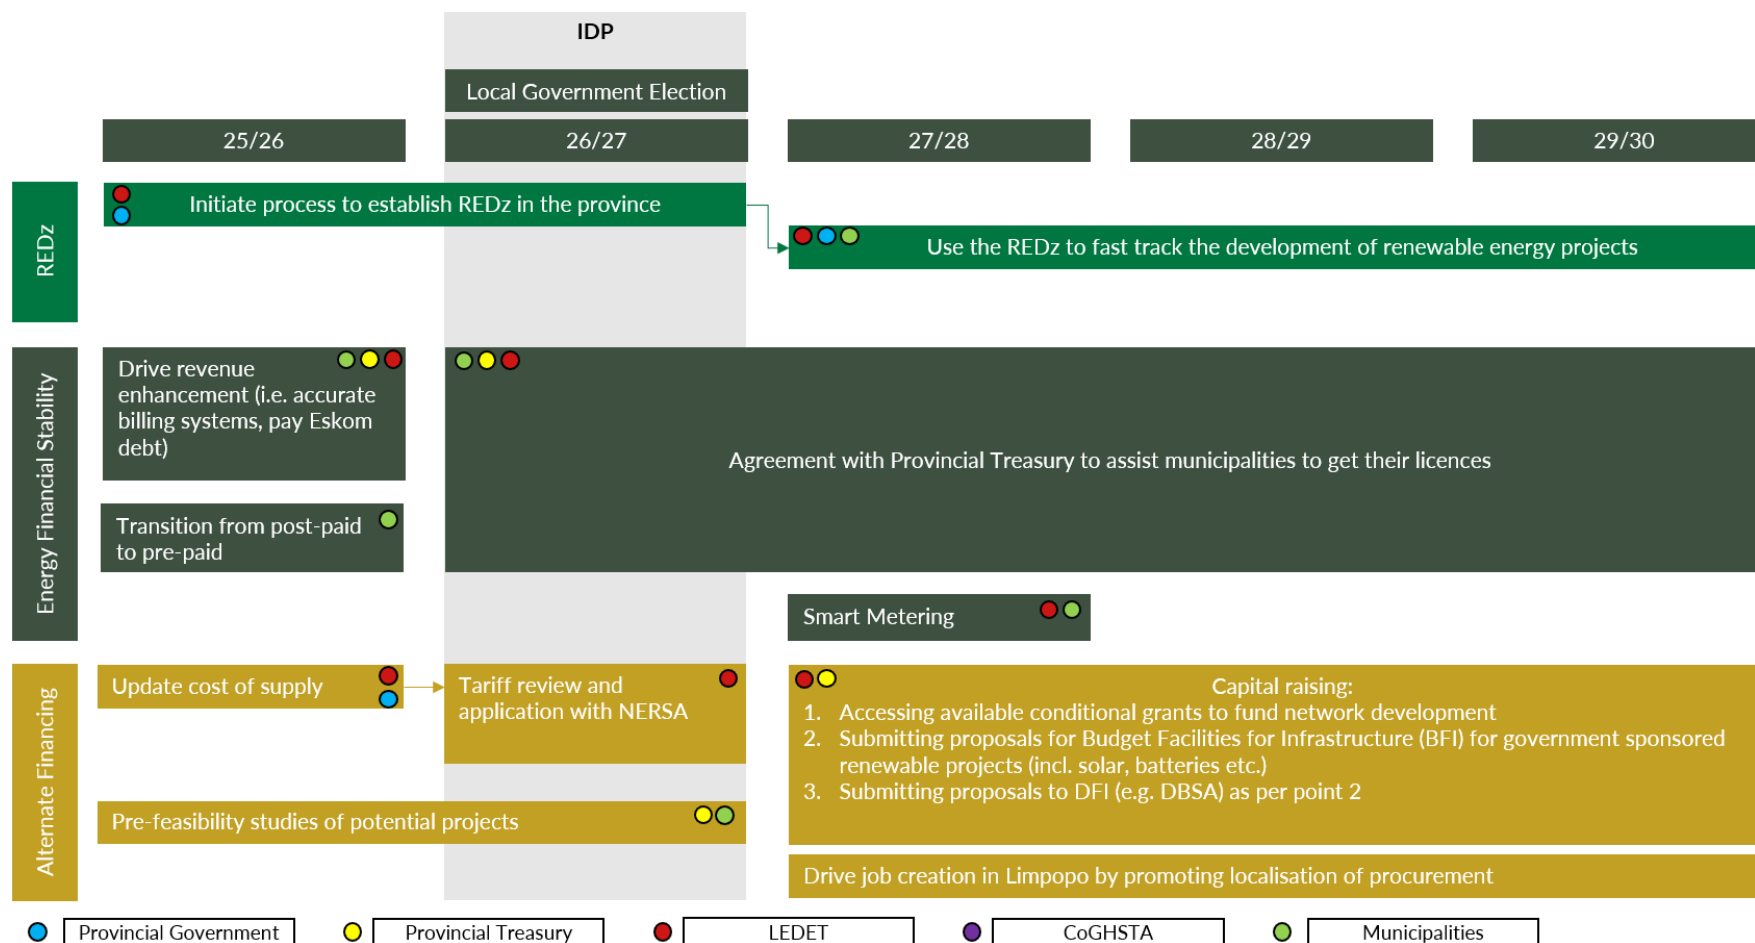 IDP
Local Government Election
25/26
26/27
27/28
28/29
29/30
REDz
Initiate process to establish REDz in the province
Use the REDz to fast track the development of renewable energy projects
Energy Financial Stability
Drive revenue
enhancement (i.e. accurate
billing systems, pay Eskom
debt)
Agreement with Provincial Treasury to assist municipalities to get their licences
Transition from post-paid
to pre-paid
Smart Metering
Alternate Financing
Update cost of supply
Tariff review and
application with NERSA
Capital raising:
1. Accessing available conditional grants to fund network development
2. Submitting proposals for Budget Facilities for Infrastructure (BFI) for government sponsored
renewable projects (incl. solar, batteries etc.)
3. Submitting proposals to DFI (e.g. DBSA) as per point 2
Pre-feasibility studies of potential projects
Drive job creation in Limpopo by promoting localisation of procurement
Provincial Government
Provincial Treasury
LEDET
CoGHSTA
Municipalities